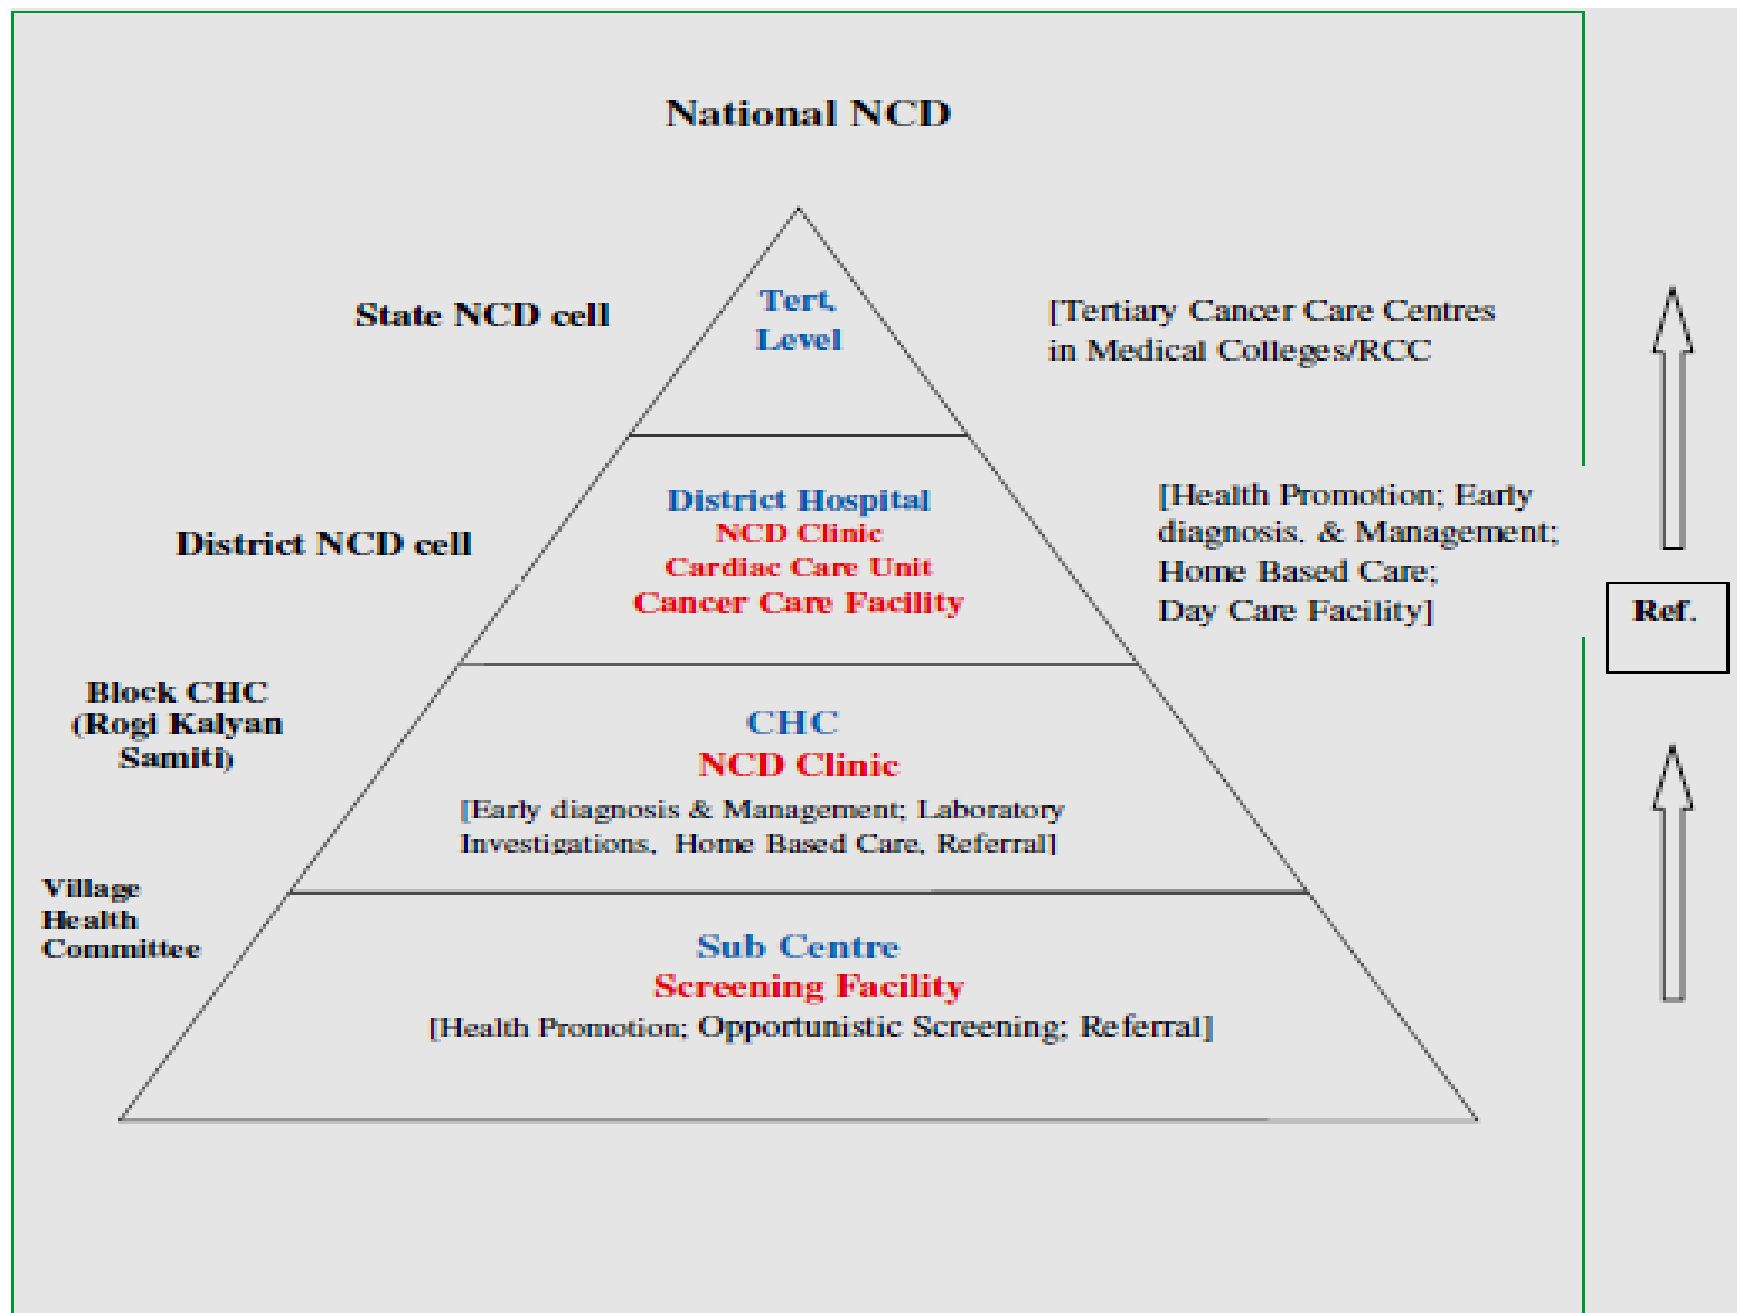 National NCD
State NCD cell
Tert.
Level
[Tertiary Cancer Care Centres
in Medical Colleges/RCC
District NCD cell
District Hospital
NCD Clinic
Cardiac Care Unit
Cancer Care Facility
[Health Promotion; Early
diagnosis. & Management;
Home Based Care;
Day Care Facility]
Ref.
Block CHC
(Rogi Kalyan
Samiti)
CHC
NCD Clinic
[Early diagnosis & Management; Laboratory
Investigations, Home Based Care, Referral]
Village
Health
Committee
Sub Centre
Screening Facility
[Health Promotion; Opportunistic Screening; Referral]